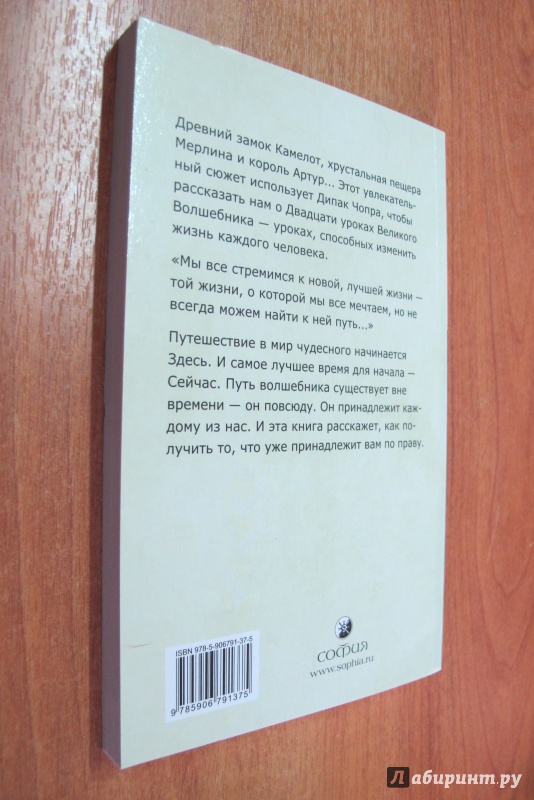 Древний замок Камелот, хрустальная пещера
Мерлина и король Артур... Этот увлекатель-
ный сюжет использует Дипак Чопра, чтобы
рассказать нам о Двадцати уроках Великого
Волшебника — уроках, способных изменить
жизнь каждого человека.
«Мы все стремимся к новой, лучшей жизни —
той жизни, о которой мы все мечтаем, но не
всегда можем найти к ней путь...»
Путешествие в мир чудесного начинается
Здесь. И самое лучшее время для начала —
Сейчас. Путь волшебника существует вне
времени — он повсюду. Он принадлежит каж-
дому из нас. И эта книга расскажет, как по-
лучить то, что уже принадлежит вам по праву.
ISBN 978-5-906791-37-5
9 785906 791375
СОФИЯ
www.sophia.ru
Лабиринт.ру